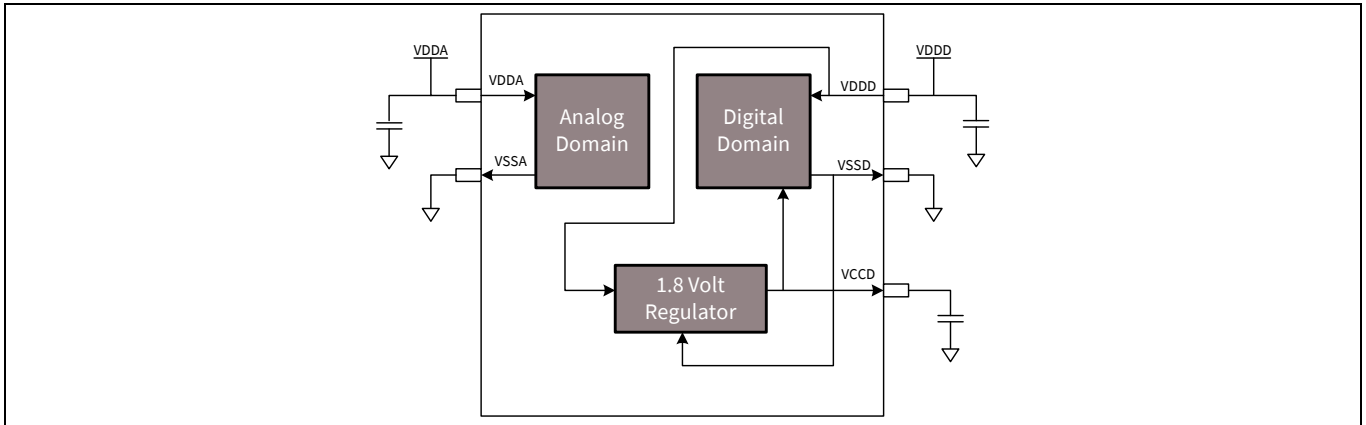 VDDA
VDDD
VDDA
VDDD
Analog
Domain
Digital
Domain
VSSA
VSSD
1.8 Volt
Regulator
VCCD